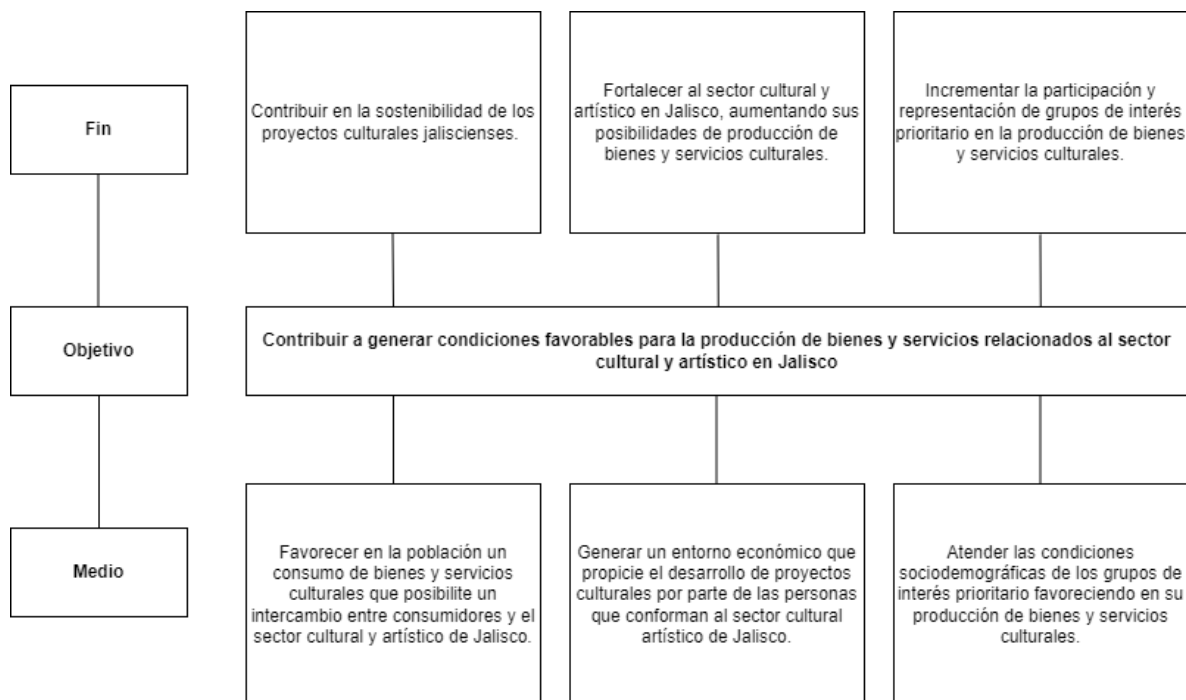 Fin
Contribuir en la sostenibilidad de los
proyectos culturales jaliscienses.
Fortalecer al sector cultural y
artístico en Jalisco, aumentando sus
posibilidades de producción de
bienes y servicios culturales.
Incrementar la participación y
representación de grupos de interés
prioritario en la producción de bienes
y servicios culturales.
Objetivo
Contribuir a generar condiciones favorables para la producción de bienes y servicios relacionados al sector
cultural y artístico en Jalisco
Medio
Favorecer en la población un
consumo de bienes y servicios
culturales que posibilite un
intercambio entre consumidores y el
sector cultural y artístico de Jalisco.
Generar un entorno económico que
propicie el desarrollo de proyectos
culturales por parte de las personas
que conforman al sector cultural
artístico de Jalisco.
Atender las condiciones
sociodemográficas de los grupos de
interés prioritario favoreciendo en su
producción de bienes y servicios
culturales.